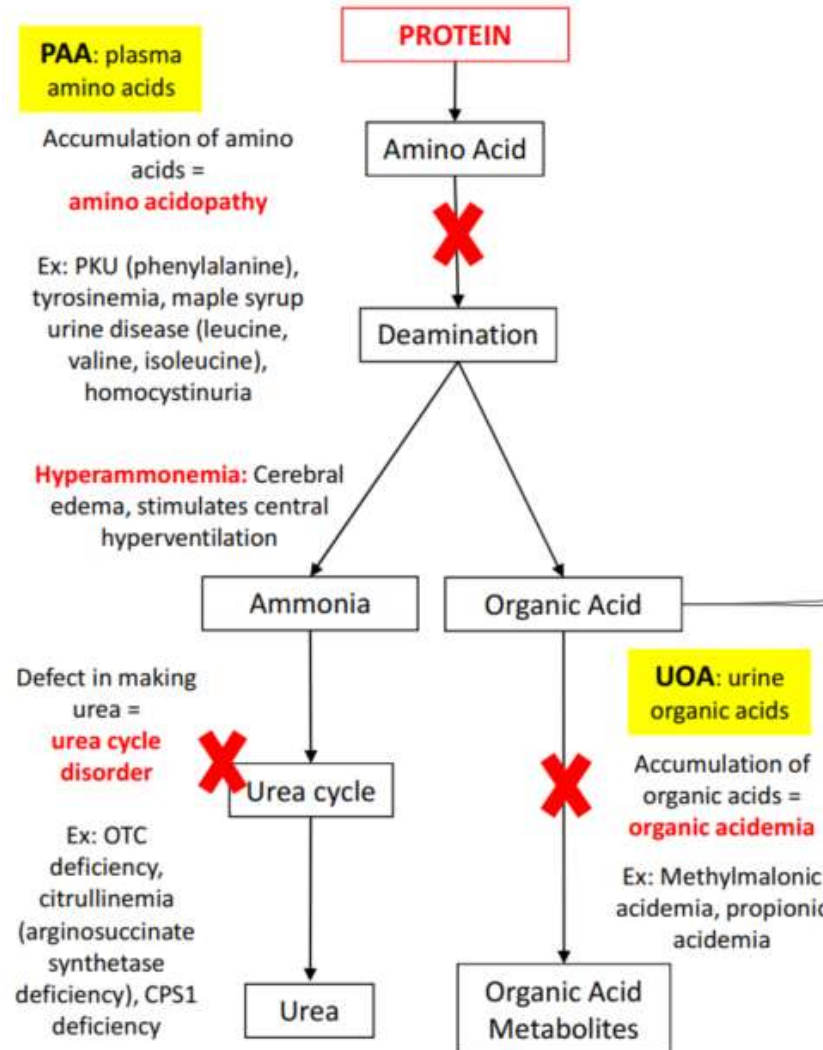 PROTEIN
PAA: plasma
amino acids
Accumulation of amino
acids =
amino acidopathy
Amino Acid
Ex: PKU (phenylalanine),
tyrosinemia, maple syrup
urine disease (leucine,
valine, isoleucine),
homocystinuria
Deamination
Hyperammonemia: Cerebral
edema, stimulates central
hyperventilation
Ammonia
Organic Acid
Defect in making
urea =
urea cycle
disorder
Urea cycle
UOA: urine
organic acids
Accumulation of
organic acids =
organic acidemia
Ex: OTC
deficiency,
citrullinemia
(arginosuccinate
synthetase
deficiency), CPS1
deficiency
Ex: Methylmalonic
acidemia, propionic
acidemia
Urea
Organic Acid
Metabolites